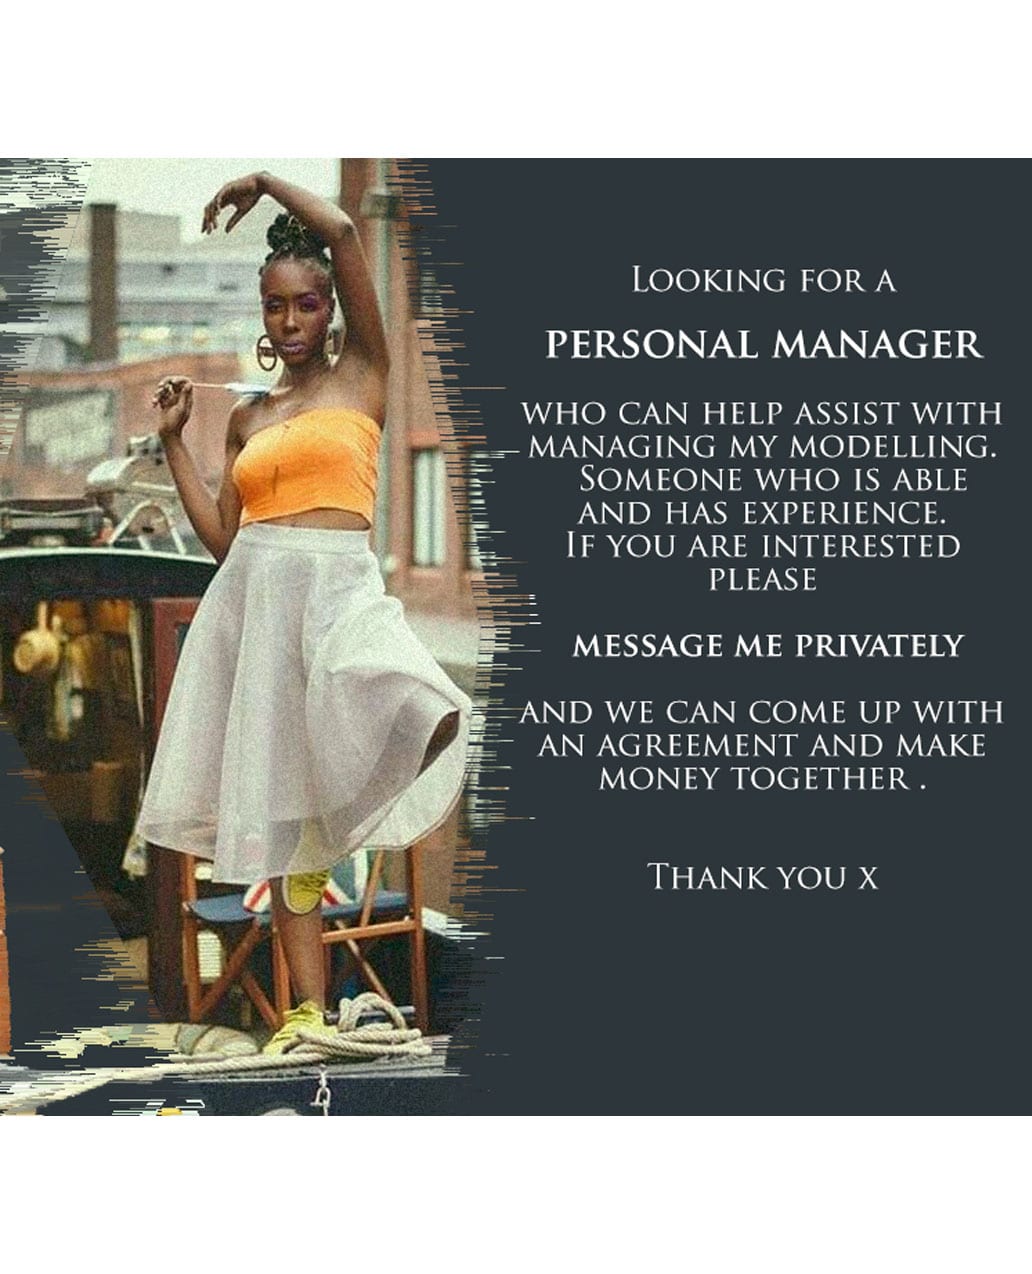 LOOKING FOR A
PERSONAL MANAGER
WHO CAN HELP ASSIST WITH
MANAGING MY MODELLING.
SOMEONE WHO IS ABLE
AND HAS EXPERIENCE.
IF YOU ARE INTERESTED
PLEASE
MESSAGE ME PRIVATELY
AND WE CAN COME UP WITH
AN AGREEMENT AND MAKE
MONEY TOGETHER .
THANK YOU X